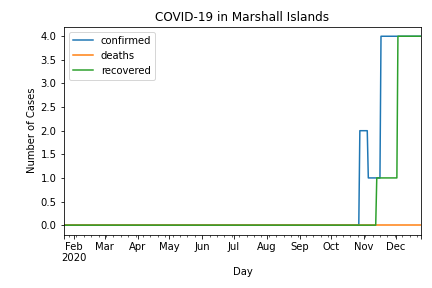 COVID-19 in Marshall Islands
confirmed
deaths
recovered
Number of Cases
4.0
3.5
3.0
2.5
2.0
1.5
1.0
0.5
0.0
Feb Mar Apr May Jun Jul Aug Sep Oct Nov Dec
2020
Day